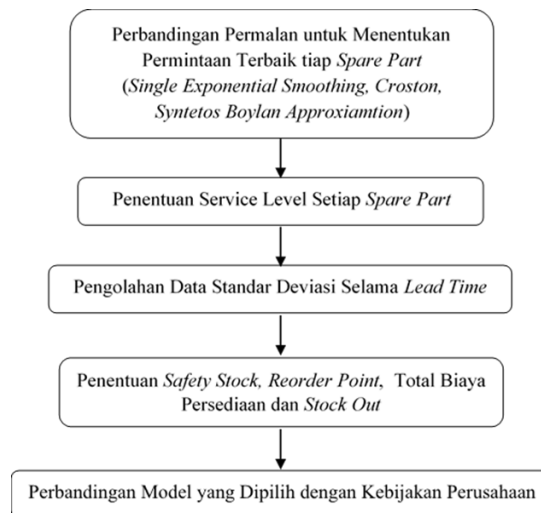 Perbandingan Permalan untuk Menentukan
Permintaan Terbaik tiap Spare Part
(Single Exponential Smoothing, Croston,
Syntetos Boylan Approxiamtion)
Penentuan Service Level Setiap Spare Part
Pengolahan Data Standar Deviasi Selama Lead Time
Penentuan Safety Stock, Reorder Point, Total Biaya
Persediaan dan Stock Out
Perbandingan Model yang Dipilih dengan Kebijakan Perusahaan